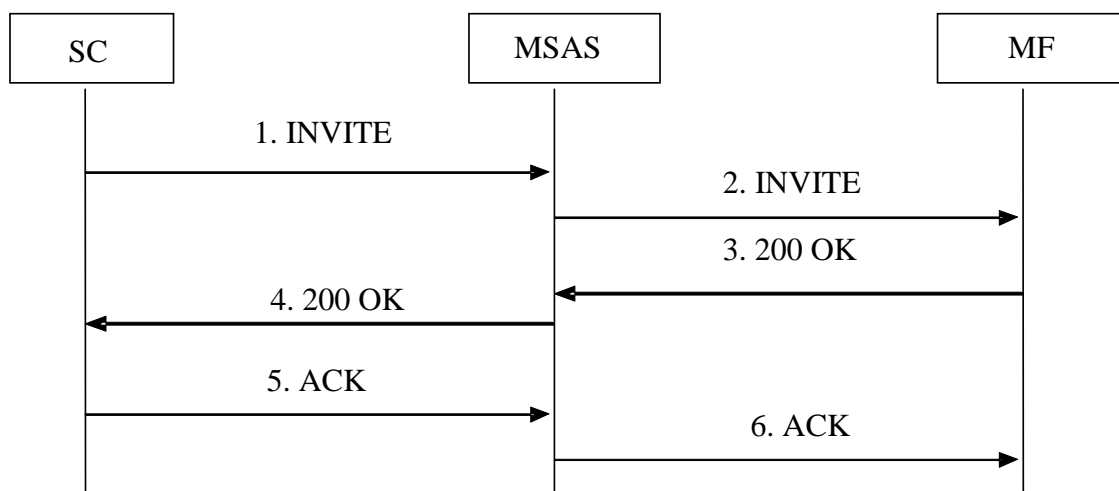 SC
MSAS
MF
1. INVITE
2. INVITE
3. 200 OK
4. 200 OK
5. ACK
6. ACK